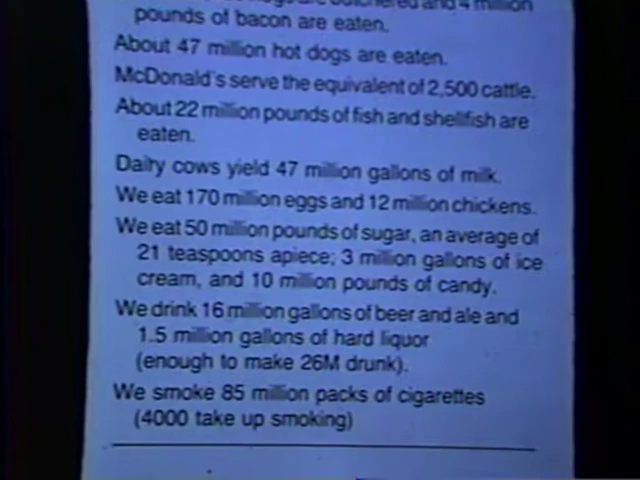 and 4 million
pounds of bacon are eaten.
About 47 million hot dogs are eaten.
McDonald's serve the equivalent of 2,500 cattle.
About 22 million pounds of fish and shellfish are
eaten.
Dairy cows yield 47 million gallons of milk.
We eat 170 million eggs and 12 million chickens.
We eat 50 million pounds of sugar, an average of
21 teaspoons apiece; 3 million gallons of ice
cream, and 10 million pounds of candy.
We drink 16 million gallons of beer and ale and
1.5 million gallons of hard liquor
(enough to make 26M drunk).
We smoke 85 million packs of cigarettes
(4000 take up smoking)